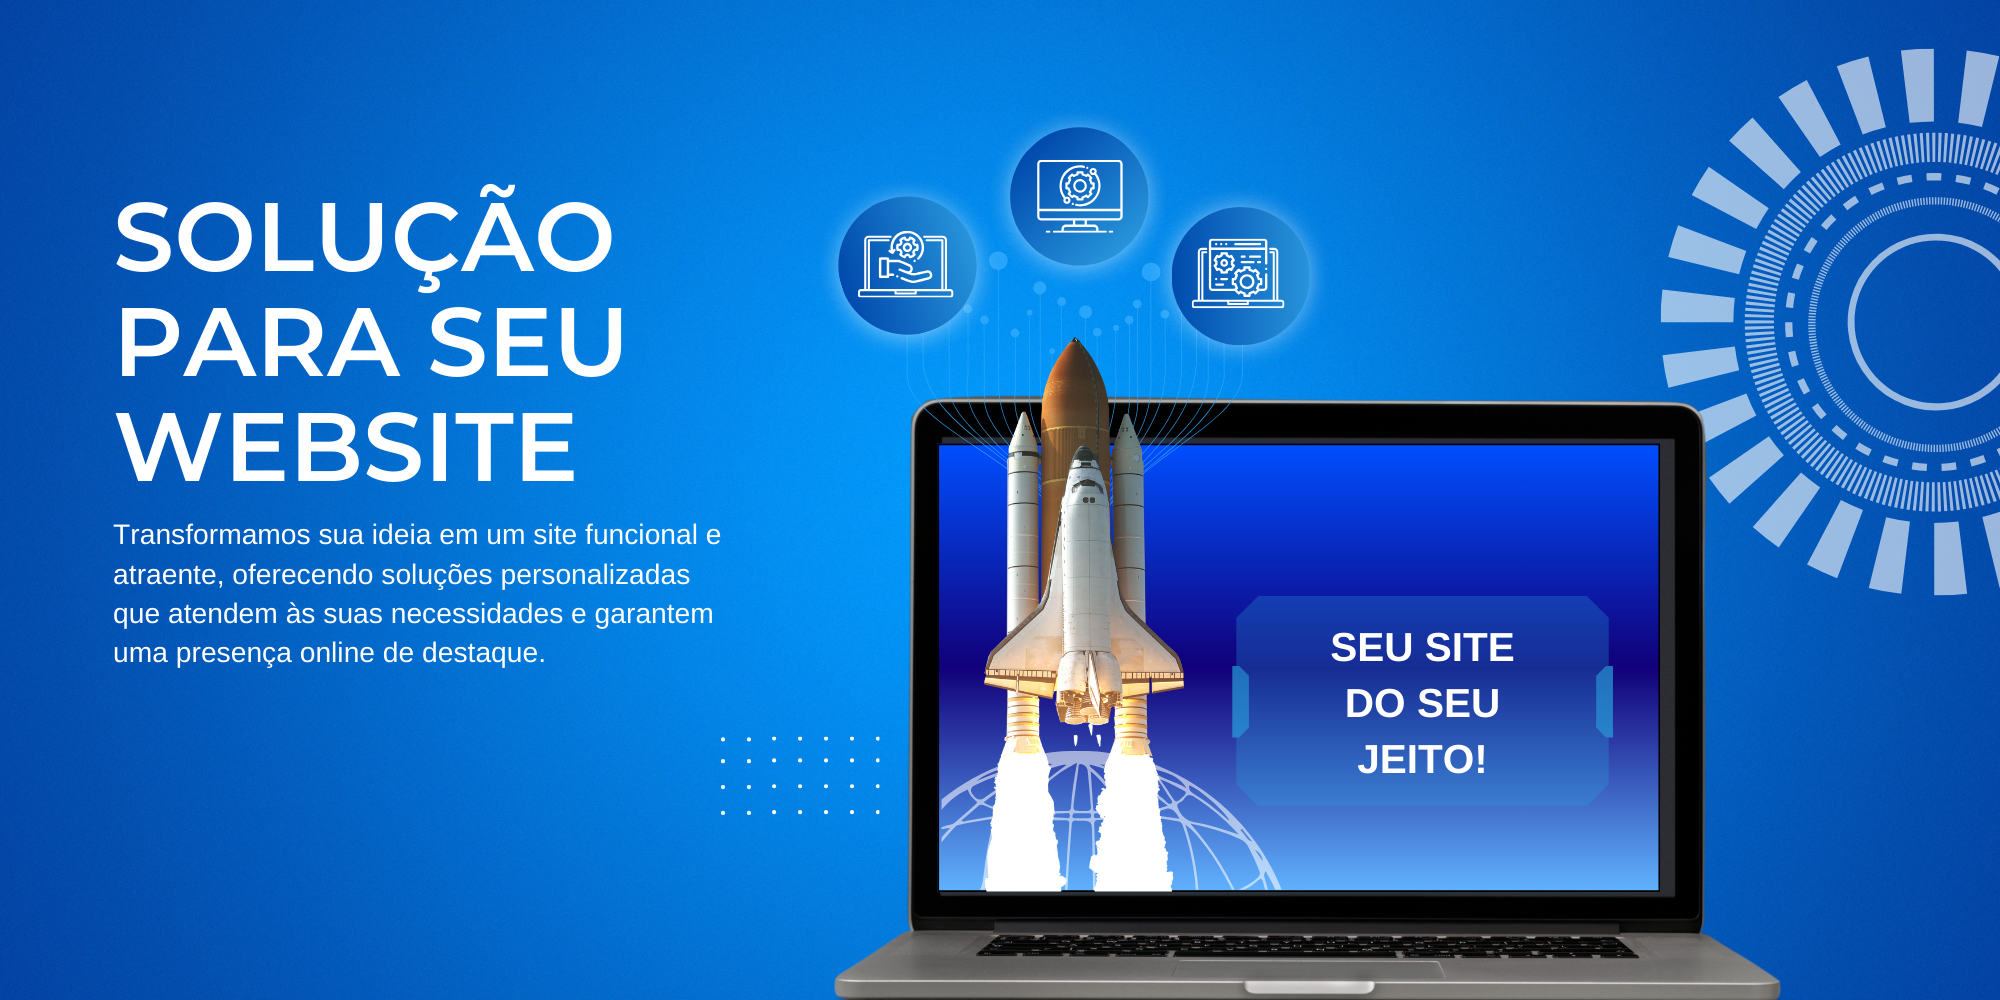 SOLUÇÃO
PARA SEU
WEBSITE
Transformamos sua ideia em um site funcional e
atraente, oferecendo soluções personalizadas
que atendem às suas necessidades e garantem
uma presença online de destaque.
SEU SITE
DO SEU
JEITO!